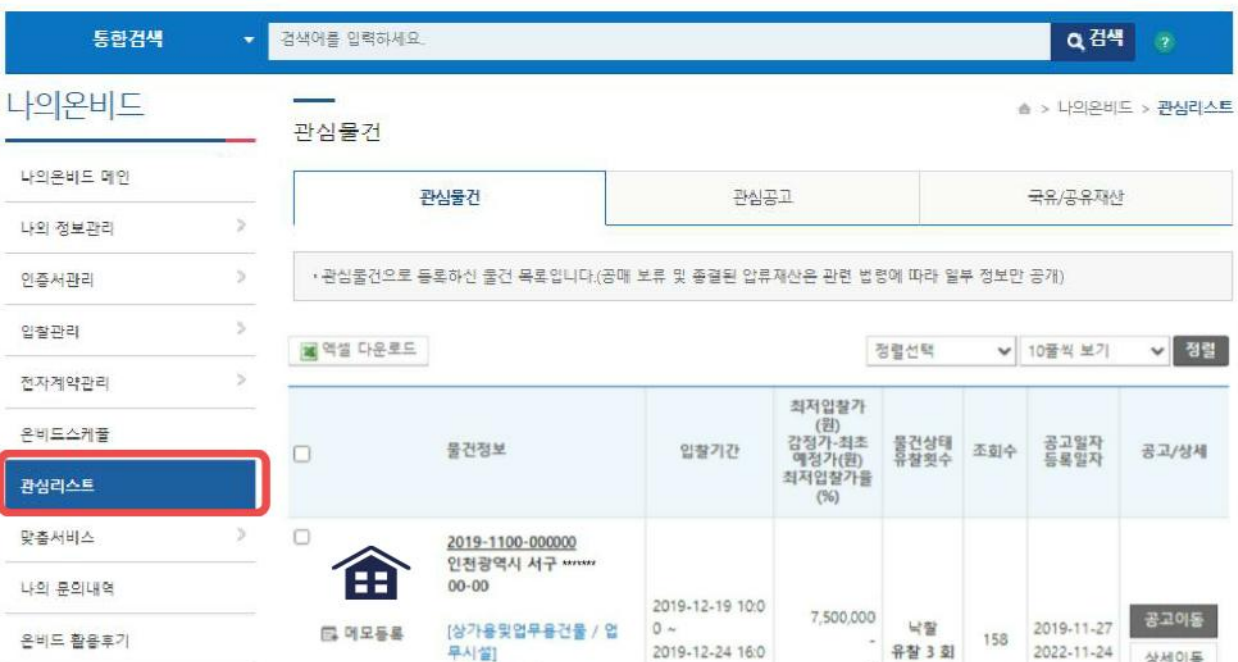 통합검색
검색어를 입력하세요.
검색
?
나의온비드
> 나의온비드 > 관심리스트
관심물건
나의온비드 메인
나의 정보관리
인증서관리
입찰관리
전자계약관리
온비드스케쥴
관심리스트
맞춤서비스
나의 문의내역
온비드 활용후기
관심물건
관심공고
국유/공유재산
관심물건으로 등록하신 물건 목록입니다.(공매 보류 및 종결된 압류재산은 관련 법령에 따라 일부 정보만 공개)
엑셀 다운로드
정렬선택
10줄씩 보기
정렬
물건정보
입찰기간
최저입찰가
(원)
감정가-최초
예정가(원)
최저입찰가율
(%)
물건상태
유찰횟수
조회수
공고일자
등록일자
공고/상세
2019-1100-000000
인천광역시 서구 *******
00-00
메모등록
[상가용및업무용건물 / 업
무시설]
2019-12-19 10:0
0 ~
2019-12-24 16:0
7,500,000
-
낙찰
유찰 3 회
158
2019-11-27
2022-11-24
공고이동
상세이동